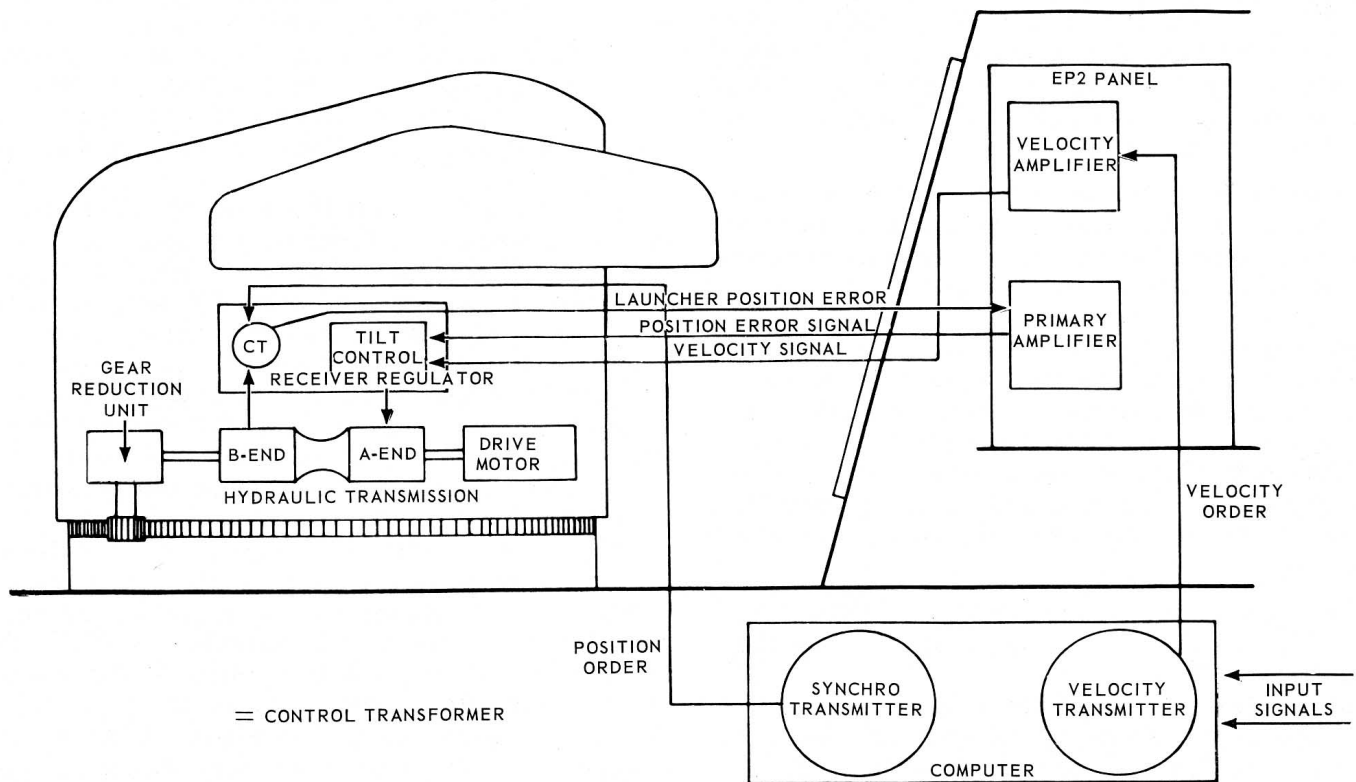 EP2 PANEL
VELOCITY
AMPLIFIER
LAUNCHER POSITION ERROR
POSITION ERROR SIGNAL
VELOCITY SIGNAL
PRIMARY
AMPLIFIER
CT
TILT
CONTROL
RECEIVER REGULATOR
GEAR
REDUCTION
UNIT
B-END
A-END
DRIVE
MOTOR
HYDRAULIC TRANSMISSION
VELOCITY
ORDER
POSITION
ORDER
SYNCHRO
TRANSMITTER
VELOCITY
TRANSMITTER
INPUT
SIGNALS
= CONTROL TRANSFORMER
COMPUTER